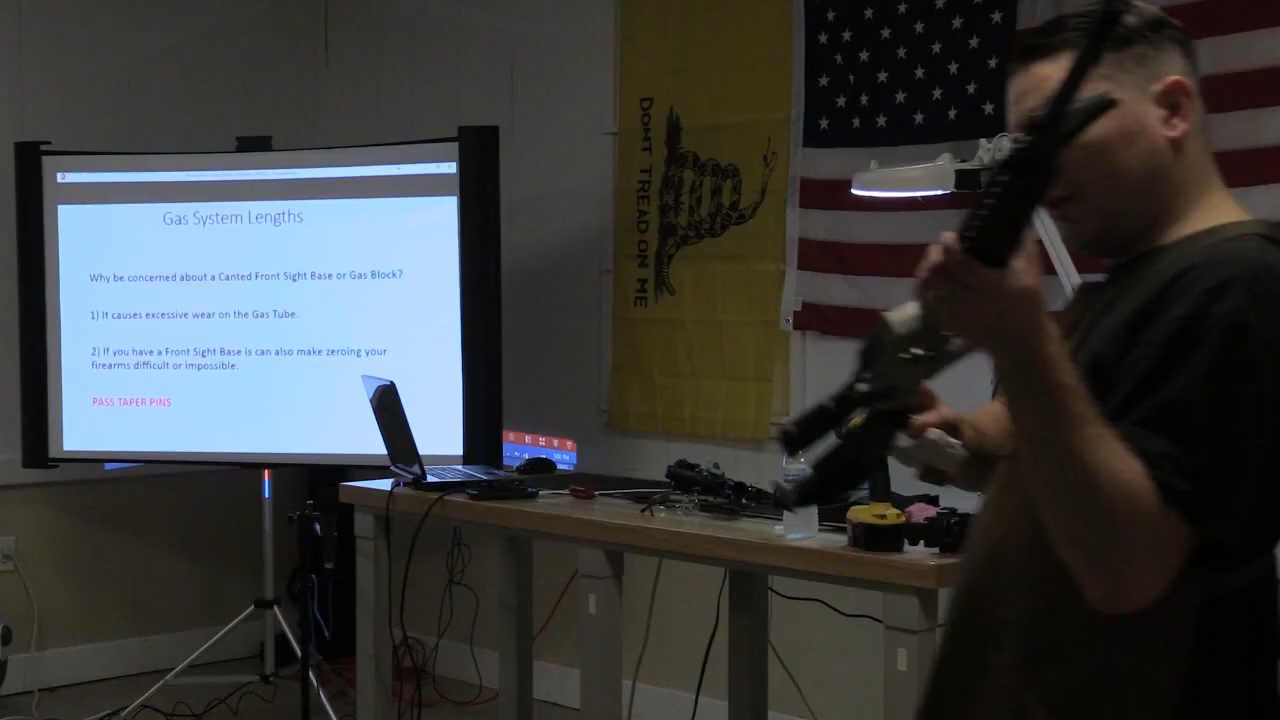 Gas System Lengths
Why be concerned about a Canted Front Sight Base or Gas Block?
1) It causes excessive wear on the Gas Tube.
2) If you have a Front Sight Base is can also make zeroing your
firearms difficult or impossible.
PASS TAPER PINS
DONT TREAD ON ME